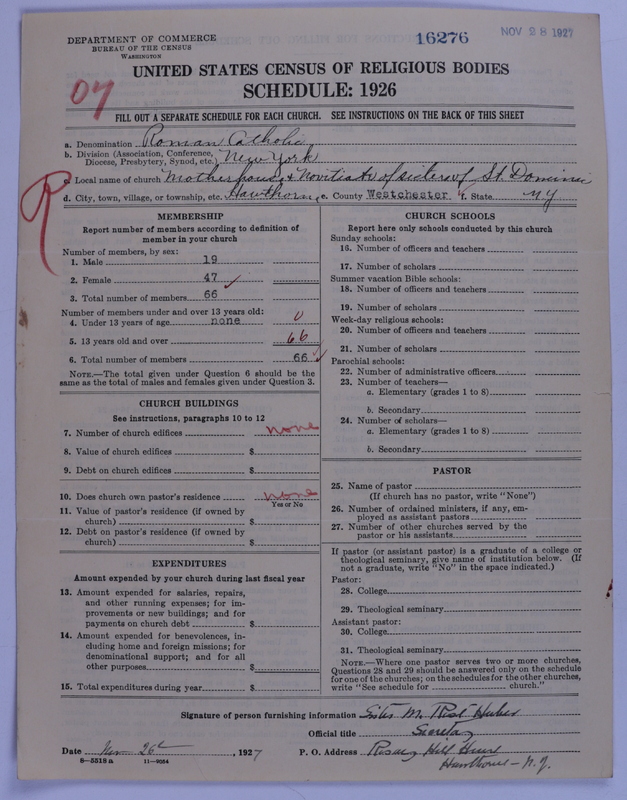 DEPARTMENT OF COMMERCE
BUREAU OF THE CENSUS
WASHINGTON
16276
NOV 28 1927
UNITED STATES CENSUS OF RELIGIOUS BODIES
SCHEDULE: 1926
FILL OUT A SEPARATE SCHEDULE FOR EACH CHURCH. SEE INSTRUCTIONS ON THE BACK OF THIS SHEET
a. Denomination Roman Catholic
b. Division (Association, Conference, Diocese, Presbytery, Synod, etc.) New York
c. Local name of church Motherhouse & Novitiate of sisters of St. Dominic
d. City, town, village, or township, etc. Hawthorne e. County Westchester f. State NY
R
MEMBERSHIP
Report number of members according to definition of
member in your church
Number of members, by sex:
1. Male 19
2. Female 47
3. Total number of members 66
Number of members under and over 13 years old:
4. Under 13 years of age none 0
5. 13 years old and over 66
6. Total number of members 66
NOTE.—The total given under Question 6 should be the
same as the total of males and females given under Question 3.
CHURCH BUILDINGS
See instructions, paragraphs 10 to 12
7. Number of church edifices none
8. Value of church edifices $
9. Debt on church edifices $
10. Does church own pastor's residence none
Yes or No
11. Value of pastor's residence (if owned by
church) $
12. Debt on pastor's residence (if owned by
church) $
EXPENDITURES
Amount expended by your church during last fiscal year
13. Amount expended for salaries, repairs,
and other running expenses; for im-
provements or new buildings; and for
payments on church debt $
14. Amount expended for benevolences, in-
cluding home and foreign missions; for
denominational support; and for all
other purposes $
15. Total expenditures during year $
CHURCH SCHOOLS
Report here only schools conducted by this church
Sunday schools:
16. Number of officers and teachers
17. Number of scholars
Summer vacation Bible schools:
18. Number of officers and teachers
19. Number of scholars
Week-day religious schools:
20. Number of officers and teachers
21. Number of scholars
Parochial schools:
22. Number of administrative officers
23. Number of teachers—
a. Elementary (grades 1 to 8)
b. Secondary
24. Number of scholars—
a. Elementary (grades 1 to 8)
b. Secondary
PASTOR
25. Name of pastor
(If church has no pastor, write "None")
26. Number of ordained ministers, if any, em-
ployed as assistant pastors
27. Number of other churches served by the
pastor or his assistants
If pastor (or assistant pastor) is a graduate of a college or
theological seminary, give name of institution below. (If
not a graduate, write "No" in the space indicated.)
Pastor:
28. College
29. Theological seminary
Assistant pastor:
30. College
31. Theological seminary
NOTE.—Where one pastor serves two or more churches,
Questions 28 and 29 should be answered only on the schedule
for one of the churches; on the schedules for the other churches,
write "See schedule for church."
Signature of person furnishing information Sister M. Rose Huber
Official title Secretary
Date Nov 26, 1927 P. O. Address Rosary Hill Home
Hawthorne - N.Y.
8—5518 a 11—9054